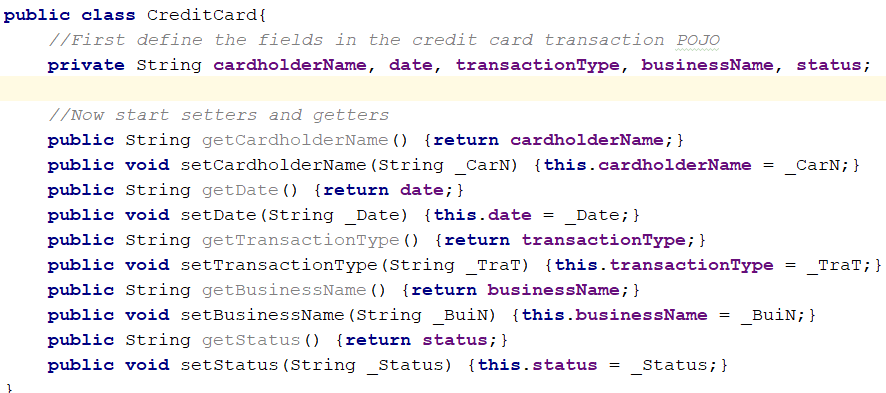 public class CreditCard{
//First define the fields in the credit card transaction POJO
private String cardholderName, date, transactionType, businessName, status;
//Now start setters and getters
public String getCardholderName() {return cardholderName;}
public void setCardholderName(String _CarN) {this.cardholderName = _CarN;}
public String getDate() {return date;}
public void setDate(String _Date) {this.date = _Date;}
public String getTransactionType() {return transactionType;}
public void setTransactionType(String _TraT) {this.transactionType = _TraT;}
public String getBusinessName() {return businessName;}
public void setBusinessName(String _BuiN) {this.businessName = _BuiN;}
public String getStatus() {return status;}
public void setStatus(String _Status) {this.status = _Status;}
}